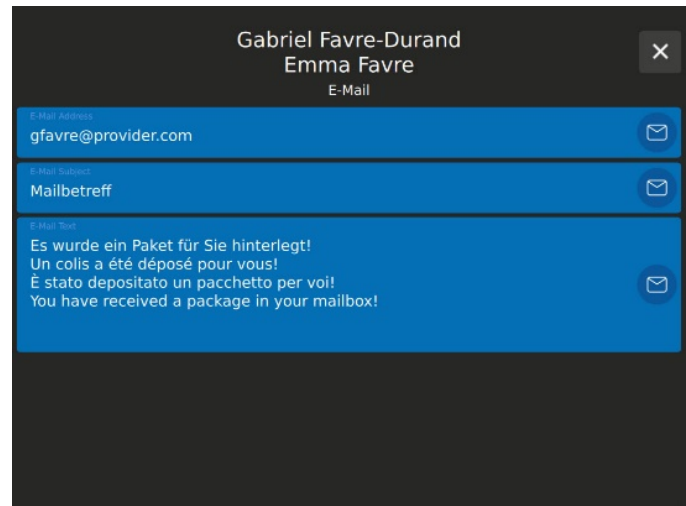 Gabriel Favre-Durand
Emma Favre
E-Mail
E-Mail Address
gfavre@provider.com
E-Mail Subject
Mailbetreff
E-Mail Text
Es wurde ein Paket für Sie hinterlegt!
Un colis a été déposé pour vous!
È stato depositato un pacchetto per voi!
You have received a package in your mailbox!